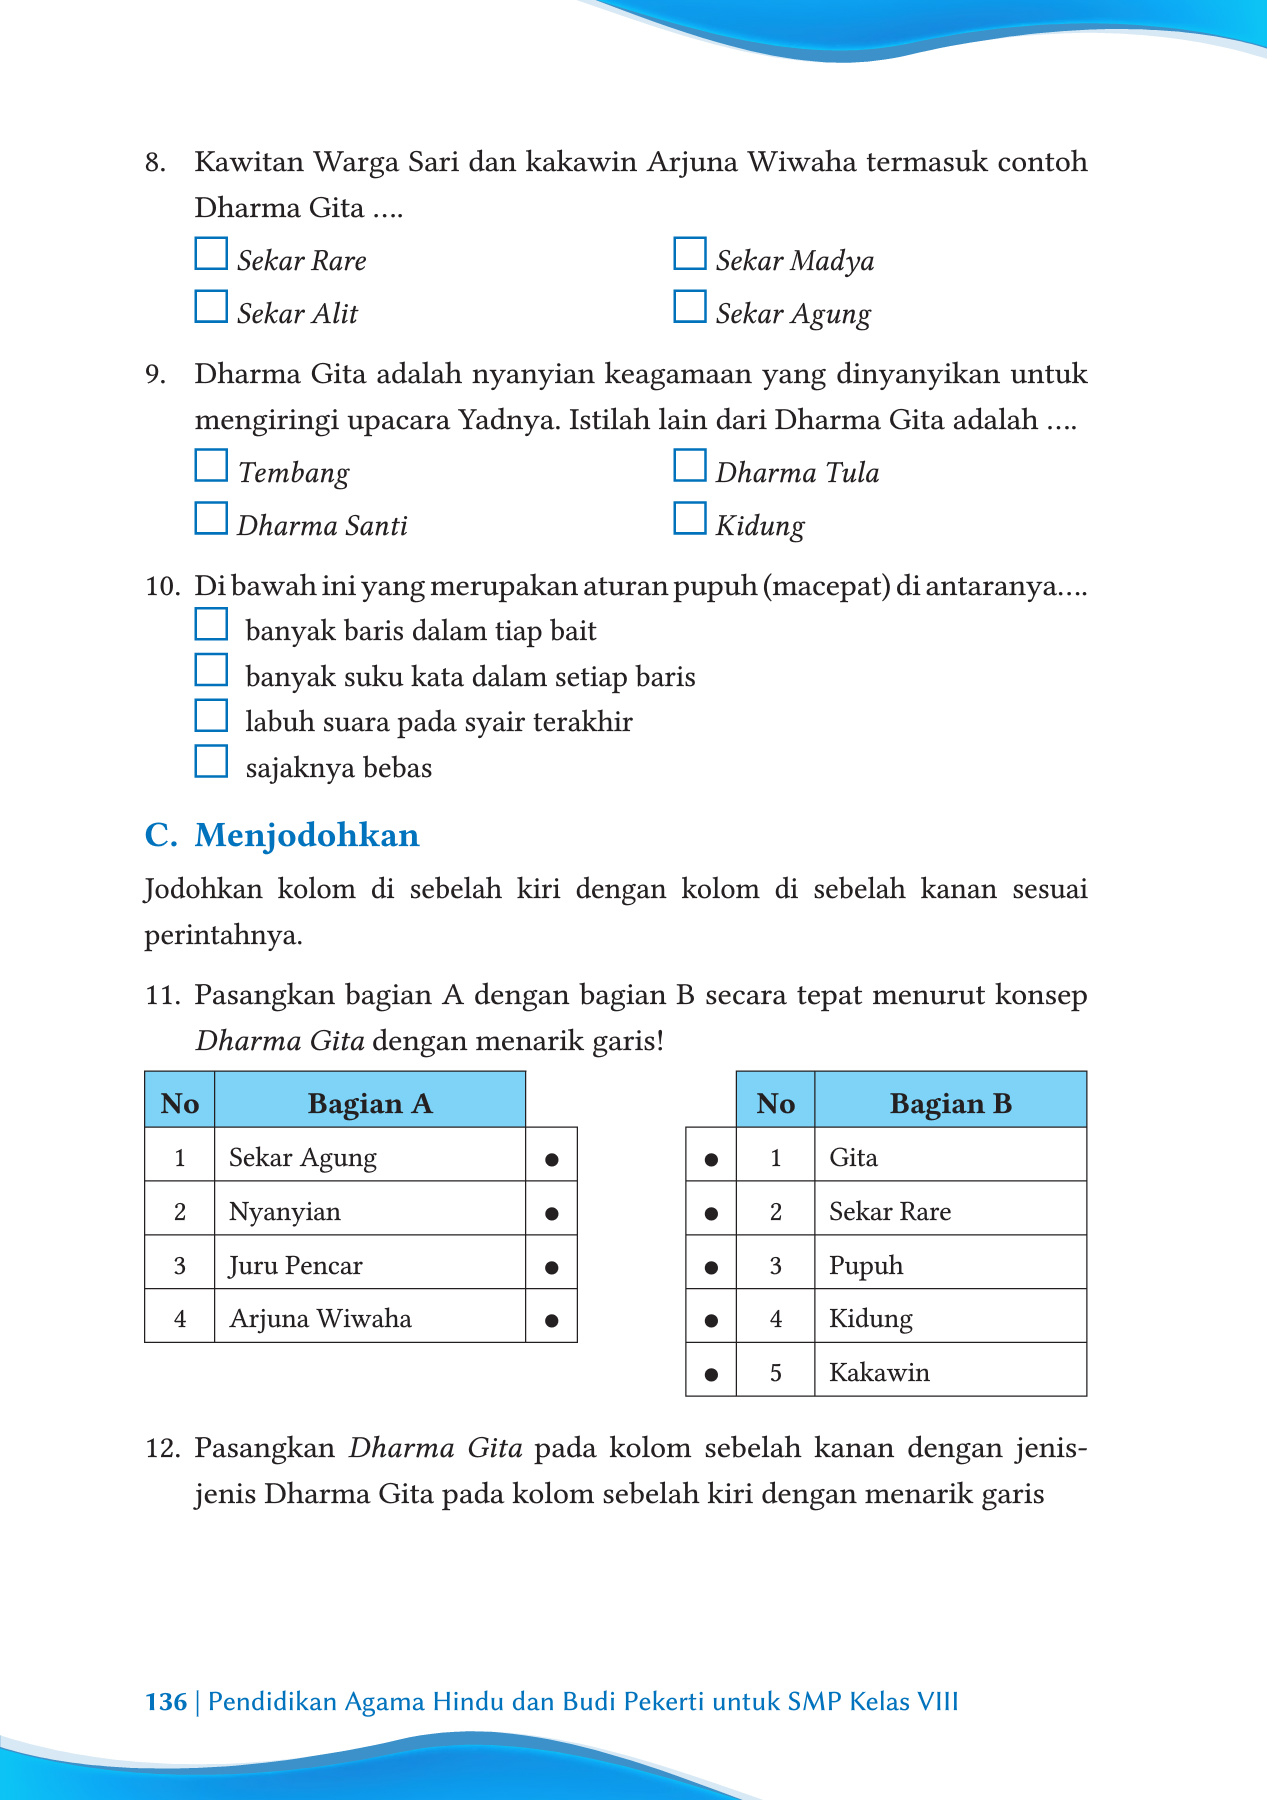 8. Kawitan Warga Sari dan kakawin Arjuna Wiwaha termasuk contoh
Dharma Gita ....
Sekar Rare
Sekar Madya
Sekar Alit
Sekar Agung
9. Dharma Gita adalah nyanyian keagamaan yang dinyanyikan untuk
mengiringi upacara Yadnya. Istilah lain dari Dharma Gita adalah ....
Tembang
Dharma Tula
Dharma Santi
Kidung
10. Di bawah ini yang merupakan aturan pupuh (macepat) di antaranya....
banyak baris dalam tiap bait
banyak suku kata dalam setiap baris
labuh suara pada syair terakhir
sajaknya bebas
C. Menjodohkan
Jodohkan kolom di sebelah kiri dengan kolom di sebelah kanan sesuai
perintahnya.
11. Pasangkan bagian A dengan bagian B secara tepat menurut konsep
Dharma Gita dengan menarik garis!
No Bagian A
1 Sekar Agung
2 Nyanyian
3 Juru Pencar
4 Arjuna Wiwaha
No Bagian B
1 Gita
2 Sekar Rare
3 Pupuh
4 Kidung
5 Kakawin
12. Pasangkan Dharma Gita pada kolom sebelah kanan dengan jenis-
jenis Dharma Gita pada kolom sebelah kiri dengan menarik garis
136 | Pendidikan Agama Hindu dan Budi Pekerti untuk SMP Kelas VIII